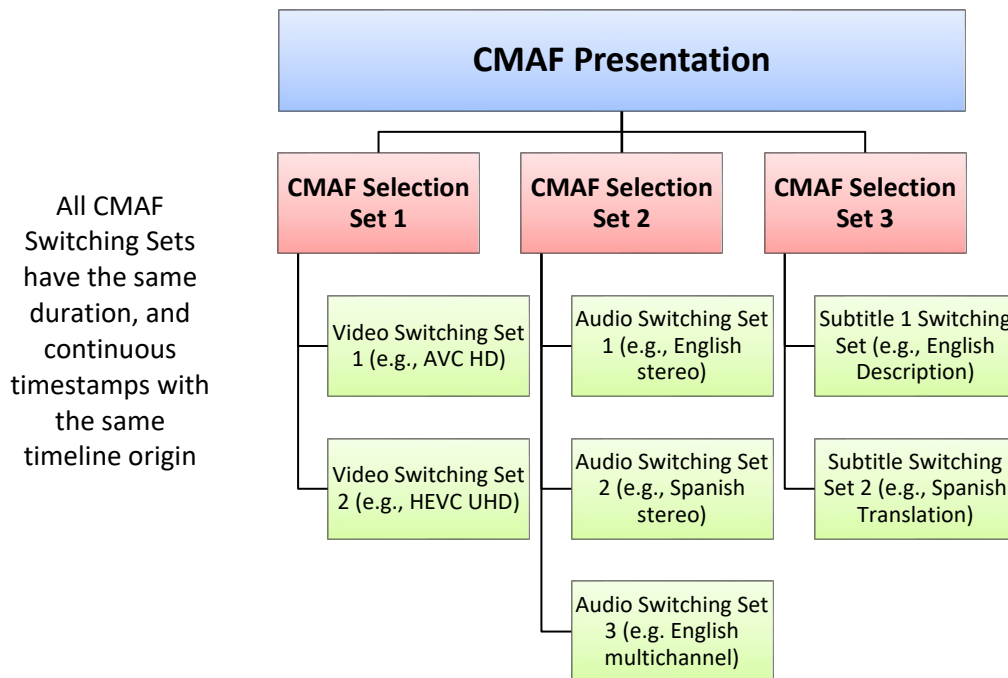 CMAF Presentation
CMAF Selection
Set 1
CMAF Selection
Set 2
CMAF Selection
Set 3
All CMAF
Switching Sets
have the same
duration, and
continuous
timestamps with
the same
timeline origin
Video Switching Set
1 (e.g., AVC HD)
Video Switching Set
2 (e.g., HEVC UHD)
Audio Switching Set
1 (e.g., English
stereo)
Audio Switching Set
2 (e.g., Spanish
stereo)
Audio Switching Set
3 (e.g. English
multichannel)
Subtitle 1 Switching
Set (e.g., English
Description)
Subtitle Switching
Set 2 (e.g., Spanish
Translation)